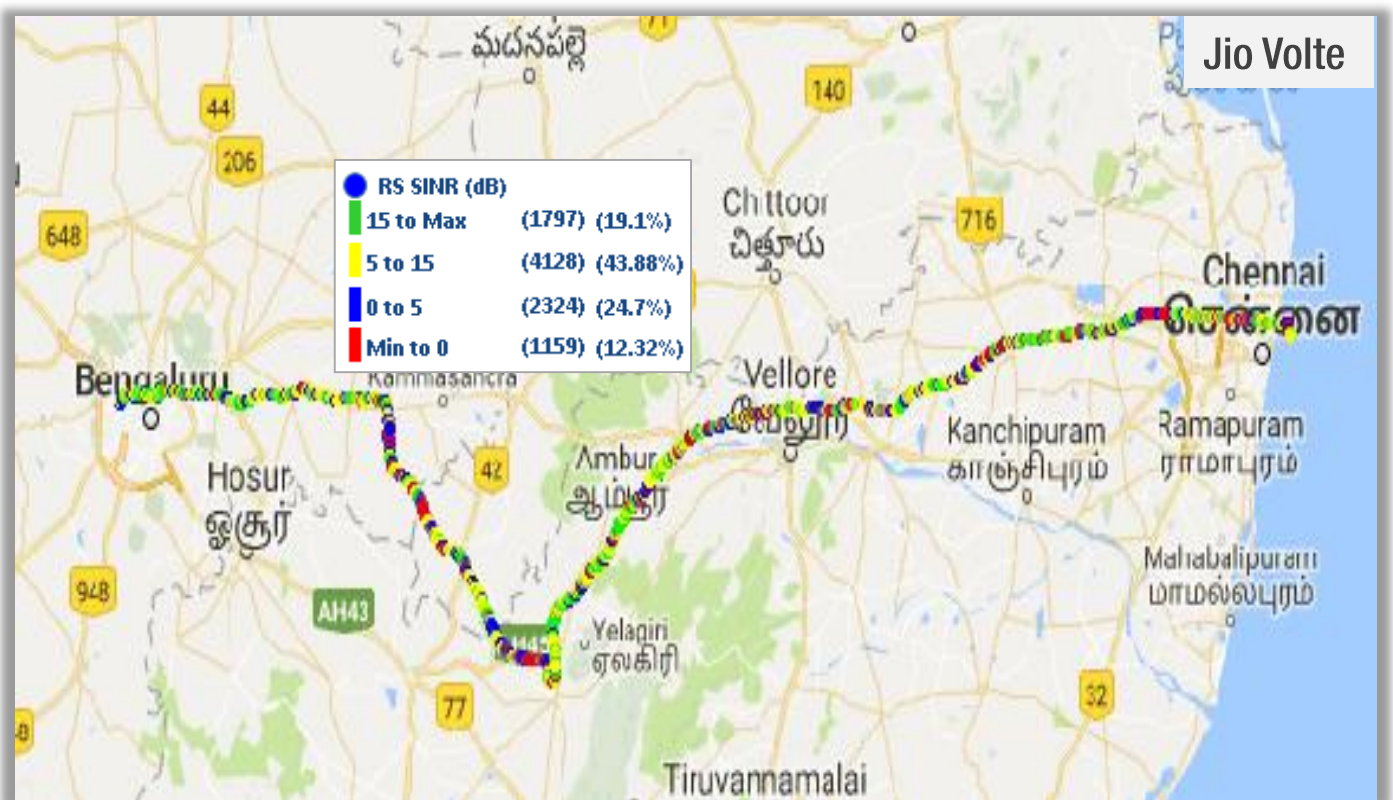 71
మదనపల్లె
Jio Volte
44
140
206
RS SINR (dB)
15 to Max (1797) (19.1%)
5 to 15 (4128) (43.88%)
0 to 5 (2324) (24.7%)
Min to 0 (1159) (12.32%)
648
Chittoor
చిత్తూరు
716
Chennai
சென்னை
Bengaluru
Kammasandra
Vellore
வேலூர்
Kanchipuram
காஞ்சிபுரம்
Ramapuram
ராமாபுரம்
Hosur
ஓசூர்
42
Ambur
ஆம்பூர்
Mahabalipuram
மாமல்லபுரம்
948
AH43
Yelagiri
ஏலகிரி
77
32
Tiruvannamalai